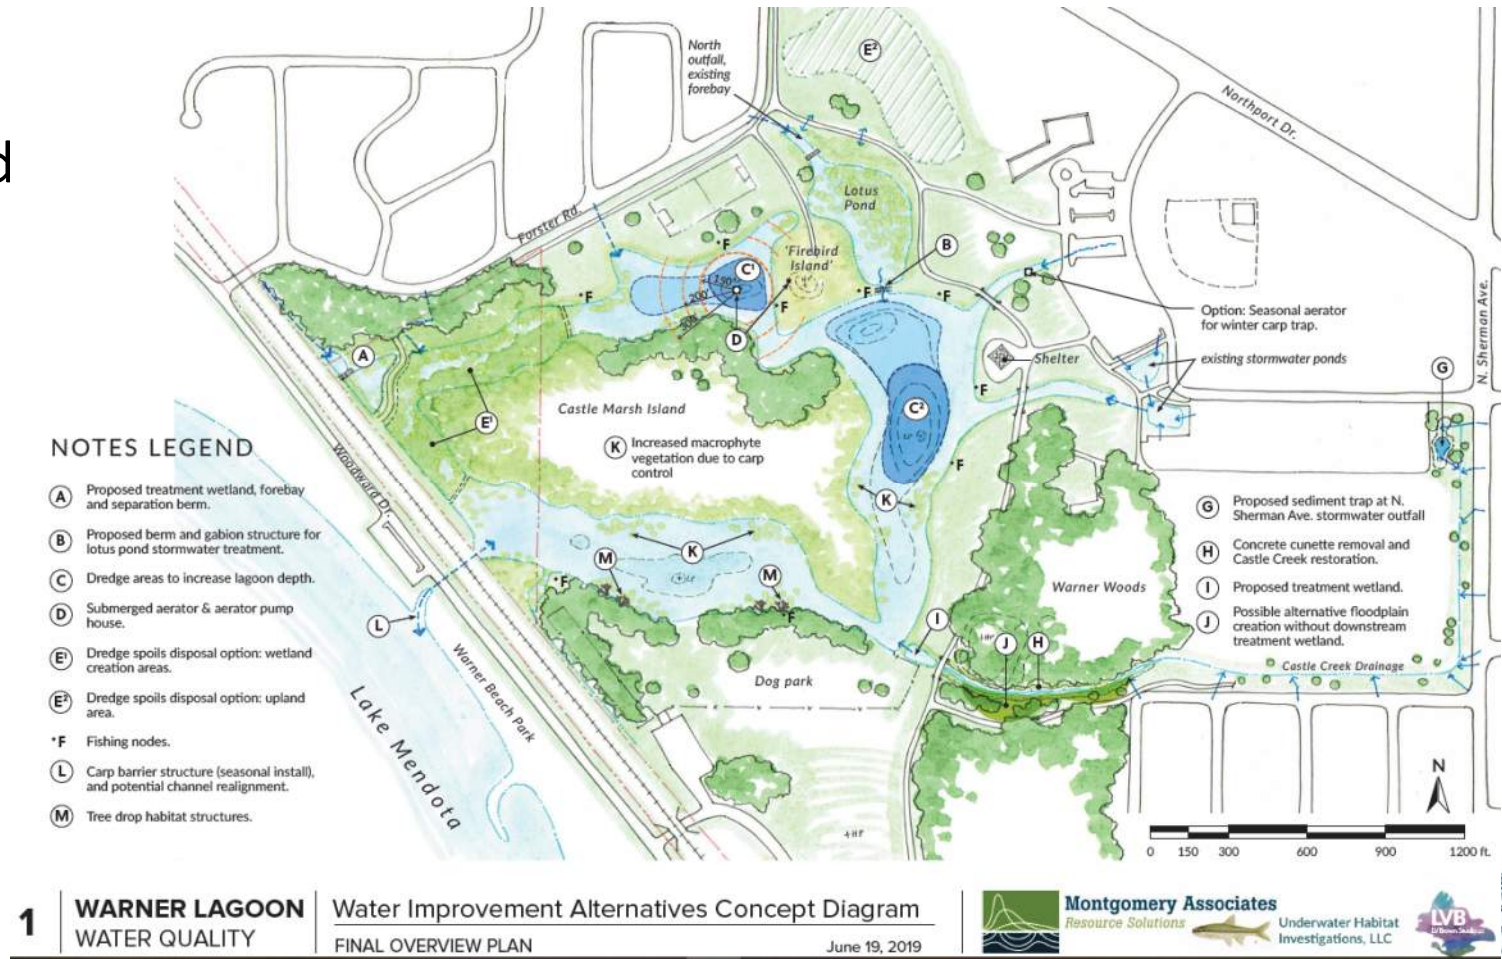 d
North
outfall,
existing
forebay
E²
Northport Dr.
Lotus
Pond
Forster Rd.
F
C¹
'Firebird
Island'
B
150'
200'
F
F
F
F
D
Option: Seasonal aerator
for winter carp trap.
N. Sherman Ave.
A
Shelter
existing stormwater ponds
G
F
Castle Marsh Island
C²
E¹
K
Increased macrophyte
vegetation due to carp
control
Woodward Dr.
F
K
NOTES LEGEND
A
Proposed treatment wetland, forebay
and separation berm.
B
Proposed berm and gabion structure for
lotus pond stormwater treatment.
C
Dredge areas to increase lagoon depth.
D
Submerged aerator & aerator pump
house.
E¹
Dredge spoils disposal option: wetland
creation areas.
E²
Dredge spoils disposal option: upland
area.
*F
Fishing nodes.
L
Carp barrier structure (seasonal install),
and potential channel realignment.
M
Tree drop habitat structures.
G
Proposed sediment trap at N.
Sherman Ave. stormwater outfall
H
Concrete cunette removal and
Castle Creek restoration.
I
Proposed treatment wetland.
J
Possible alternative floodplain
creation without downstream
treatment wetland.
K
M
M
F
F
Warner Woods
L
I
J
H
Castle Creek Drainage
Warner Beach Park
Dog park
Lake Mendota
N
0 150 300 600 900 1200 ft.
1
WARNER LAGOON
WATER QUALITY
Water Improvement Alternatives Concept Diagram
FINAL OVERVIEW PLAN
June 19, 2019
Montgomery Associates
Resource Solutions
Underwater Habitat
Investigations, LLC
LVB